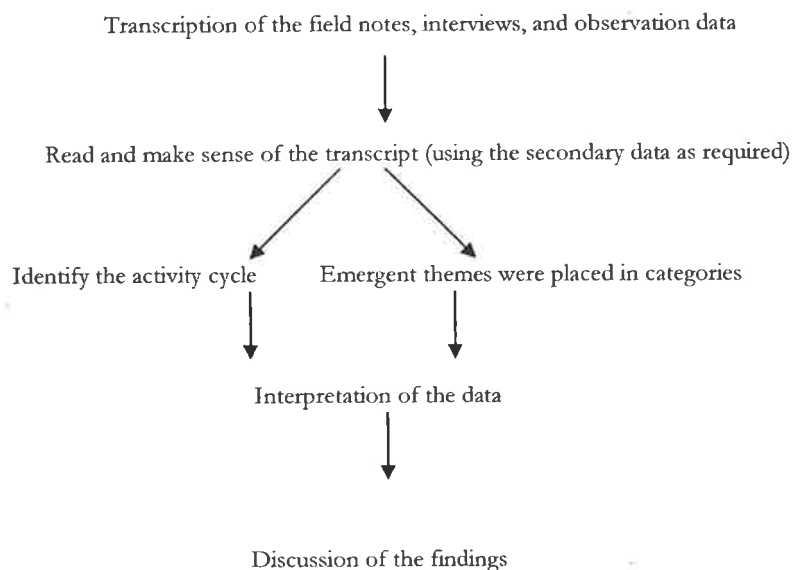 Transcription of the field notes, interviews, and observation data
Read and make sense of the transcript (using the secondary data as required)
Identify the activity cycle
Emergent themes were placed in categories
Interpretation of the data
Discussion of the findings